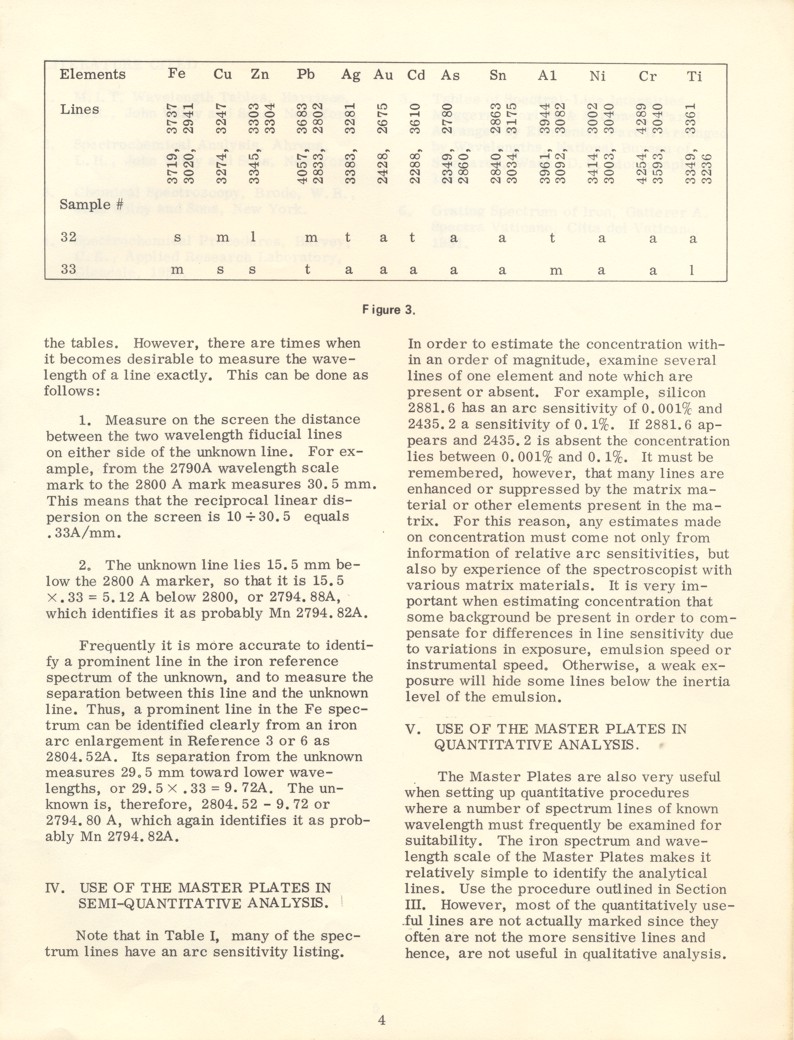 Elements Fe Cu Zn Pb Ag Au Cd As Sn Al Ni Cr Ti
Lines 3719, 3737 3020, 2941 3274, 3247 3345, 3303 3304 4057, 3683 2833, 2802 3383, 3281 2428, 2675 2288, 3610 2349, 2780 2860, 2840, 2863 3034, 3175 3961, 3944 3092, 3082 3414, 3002 3003, 3040 4254, 4289 3593, 3040 3349, 3361 3236
Sample #
32 s m l m t a t a a t a a a
33 m s s t a a a a a m a a l
Figure 3.
the tables. However, there are times when
it becomes desirable to measure the wave-
length of a line exactly. This can be done as
follows:
1. Measure on the screen the distance
between the two wavelength fiducial lines
on either side of the unknown line. For ex-
ample, from the 2790A wavelength scale
mark to the 2800 A mark measures 30.5 mm.
This means that the reciprocal linear dis-
persion on the screen is 10 ÷ 30.5 equals
.33A/mm.
2. The unknown line lies 15.5 mm be-
low the 2800 A marker, so that it is 15.5
×.33 = 5.12 A below 2800, or 2794.88A,
which identifies it as probably Mn 2794.82A.
Frequently it is more accurate to identi-
fy a prominent line in the iron reference
spectrum of the unknown, and to measure the
separation between this line and the unknown
line. Thus, a prominent line in the Fe spec-
trum can be identified clearly from an iron
arc enlargement in Reference 3 or 6 as
2804.52A. Its separation from the unknown
measures 29.5 mm toward lower wave-
lengths, or 29.5 × .33 = 9.72A. The un-
known is, therefore, 2804.52 - 9.72 or
2794.80 A, which again identifies it as prob-
ably Mn 2794.82A.
IV. USE OF THE MASTER PLATES IN
SEMI-QUANTITATIVE ANALYSIS.
Note that in Table I, many of the spec-
trum lines have an arc sensitivity listing.
In order to estimate the concentration with-
in an order of magnitude, examine several
lines of one element and note which are
present or absent. For example, silicon
2881.6 has an arc sensitivity of 0.001% and
2435.2 a sensitivity of 0.1%. If 2881.6 ap-
pears and 2435.2 is absent the concentration
lies between 0.001% and 0.1%. It must be
remembered, however, that many lines are
enhanced or suppressed by the matrix ma-
terial or other elements present in the ma-
trix. For this reason, any estimates made
on concentration must come not only from
information of relative arc sensitivities, but
also by experience of the spectroscopist with
various matrix materials. It is very im-
portant when estimating concentration that
some background be present in order to com-
pensate for differences in line sensitivity due
to variations in exposure, emulsion speed or
instrumental speed. Otherwise, a weak ex-
posure will hide some lines below the inertia
level of the emulsion.
V. USE OF THE MASTER PLATES IN
QUANTITATIVE ANALYSIS.
The Master Plates are also very useful
when setting up quantitative procedures
where a number of spectrum lines of known
wavelength must frequently be examined for
suitability. The iron spectrum and wave-
length scale of the Master Plates makes it
relatively simple to identify the analytical
lines. Use the procedure outlined in Section
III. However, most of the quantitatively use-
ful lines are not actually marked since they
often are not the more sensitive lines and
hence, are not useful in qualitative analysis.
4